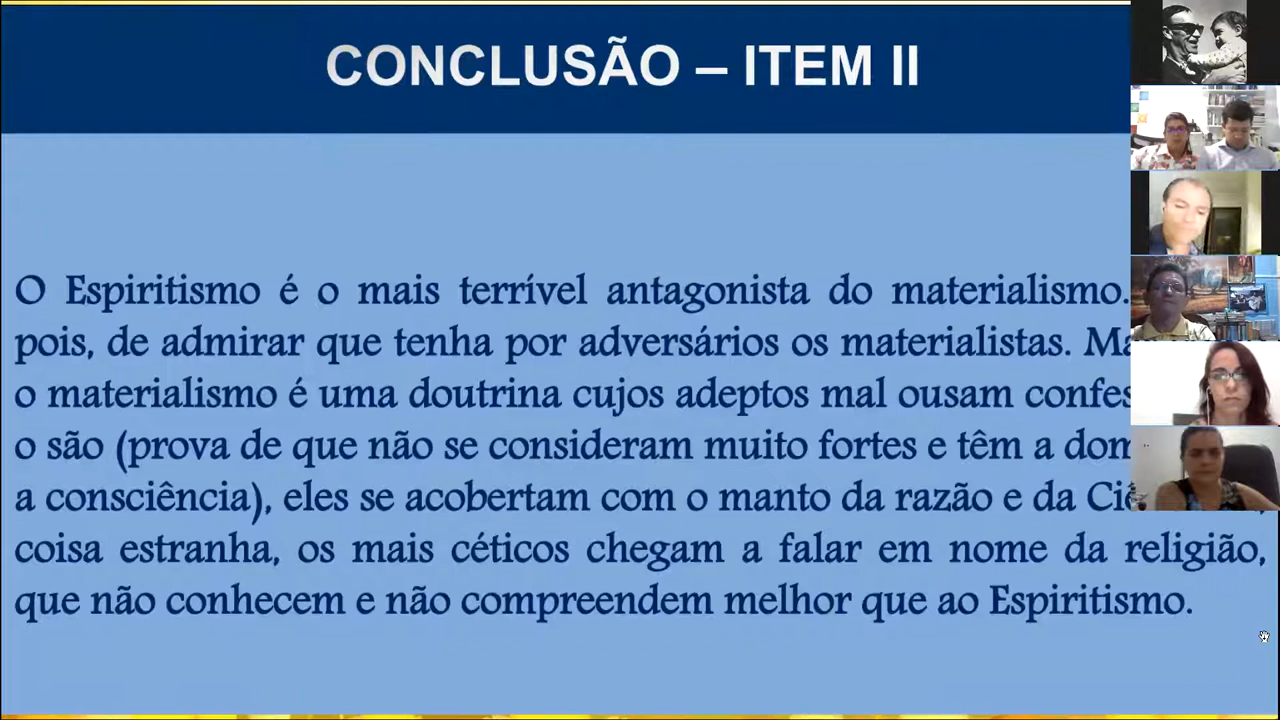 CONCLUSÃO – ITEM II
O Espiritismo é o mais terrível antagonista do materialismo.
pois, de admirar que tenha por adversários os materialistas.
o materialismo é uma doutrina cujos adeptos mal ousam
o são (prova de que não se consideram muito fortes e têm a
a consciência), eles se acobertam com o manto da razão e da
coisa estranha, os mais céticos chegam a falar em nome da religião,
que não conhecem e não compreendem melhor que ao Espiritismo.